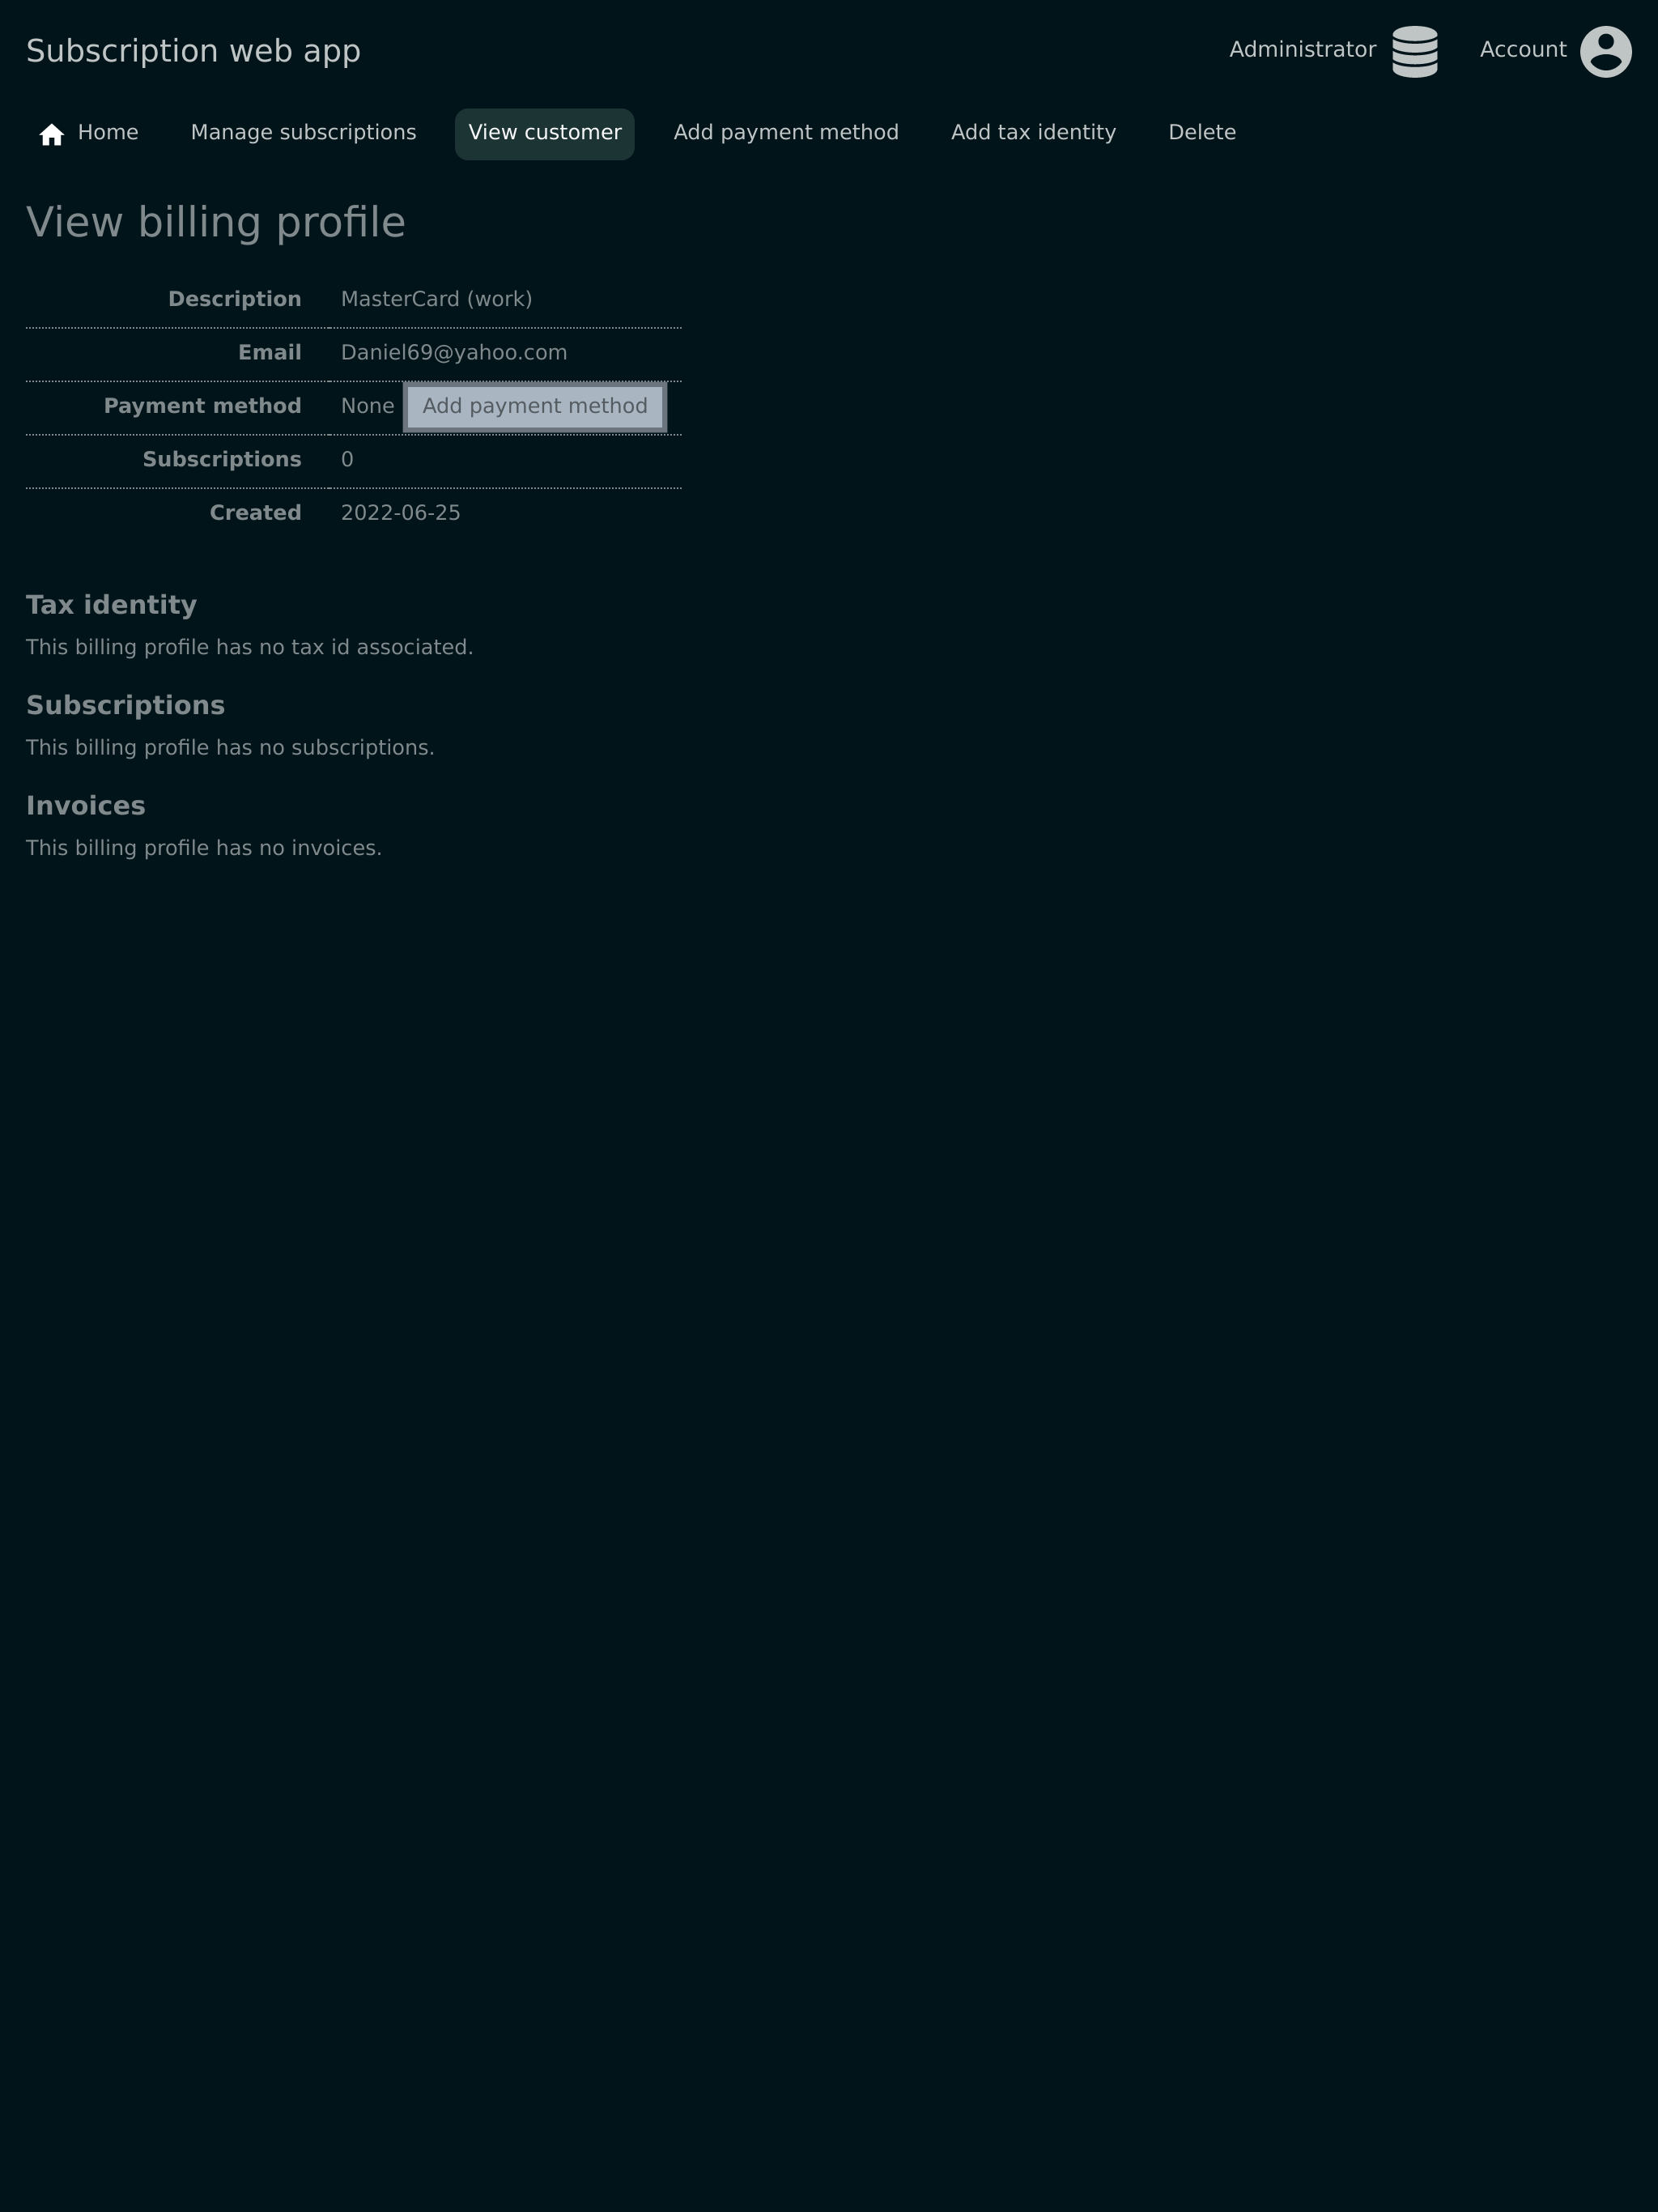 Subscription web app
Administrator Account
Home Manage subscriptions View customer Add payment method Add tax identity Delete
View billing profile
Description MasterCard (work)
Email Daniel69@yahoo.com
Payment method None Add payment method
Subscriptions 0
Created 2022-06-25
Tax identity
This billing profile has no tax id associated.
Subscriptions
This billing profile has no subscriptions.
Invoices
This billing profile has no invoices.